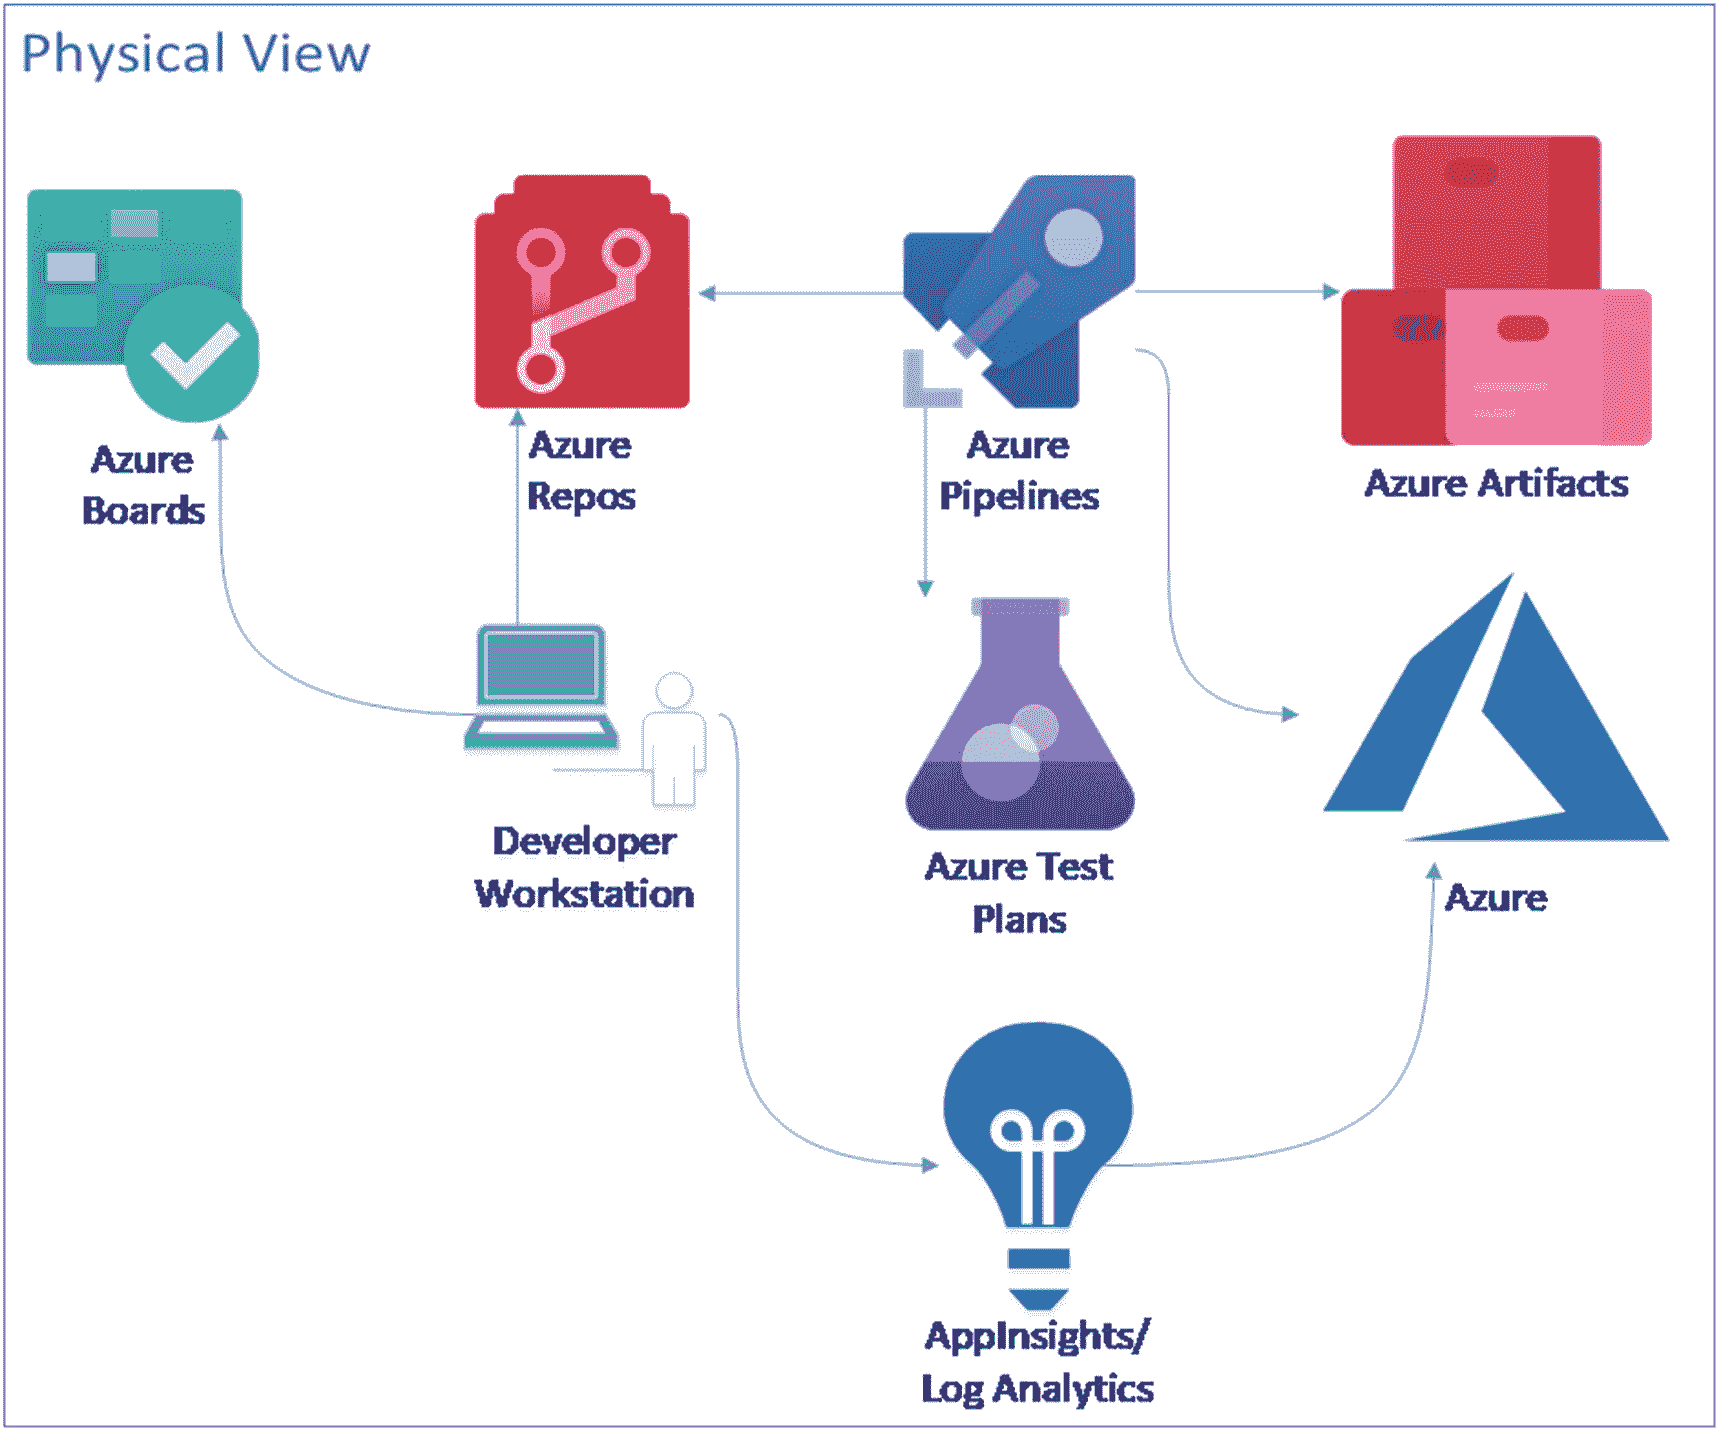 Physical View
Azure
Boards
Azure
Repos
Azure
Pipelines
Azure Artifacts
Developer
Workstation
Azure Test
Plans
Azure
AppInsights/
Log Analytics